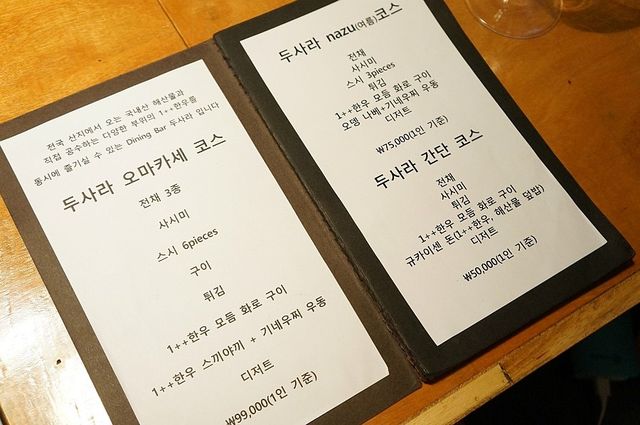 전국 산지에서 오는 국내산 해산물과
직접 공수하는 다양한 부위의 1++한우를
동시에 즐기실 수 있는 Dining Bar 두사라 입니다
두사라 오마카세 코스
전채 3종
사시미
스시 6pieces
구이
튀김
1++한우 모듬 화로 구이
1++한우 스끼야끼 + 기네우찌 우동
디저트
₩99,000(1인 기준)
두사라 nazu(여름)코스
전채
사시미
스시 3pieces
튀김
1++한우 모듬 화로 구이
오뎅 나베+기네우찌 우동
디저트
₩75,000(1인 기준)
두사라 간단 코스
전채
사시미
튀김
1++한우 모듬 화로 구이
규카이센 돈(1++한우, 해산물 덮밥)
디저트
₩50,000(1인 기준)